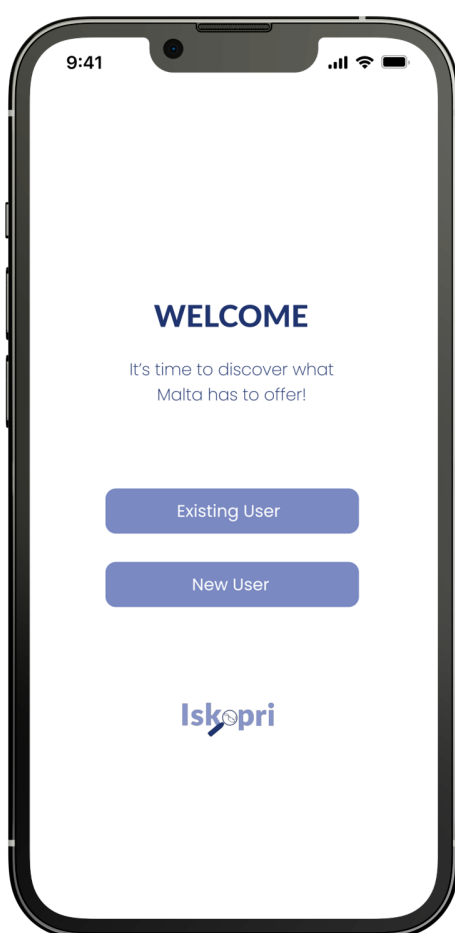 9:41
WELCOME
It's time to discover what
Malta has to offer!
Existing User
New User
Iskopri